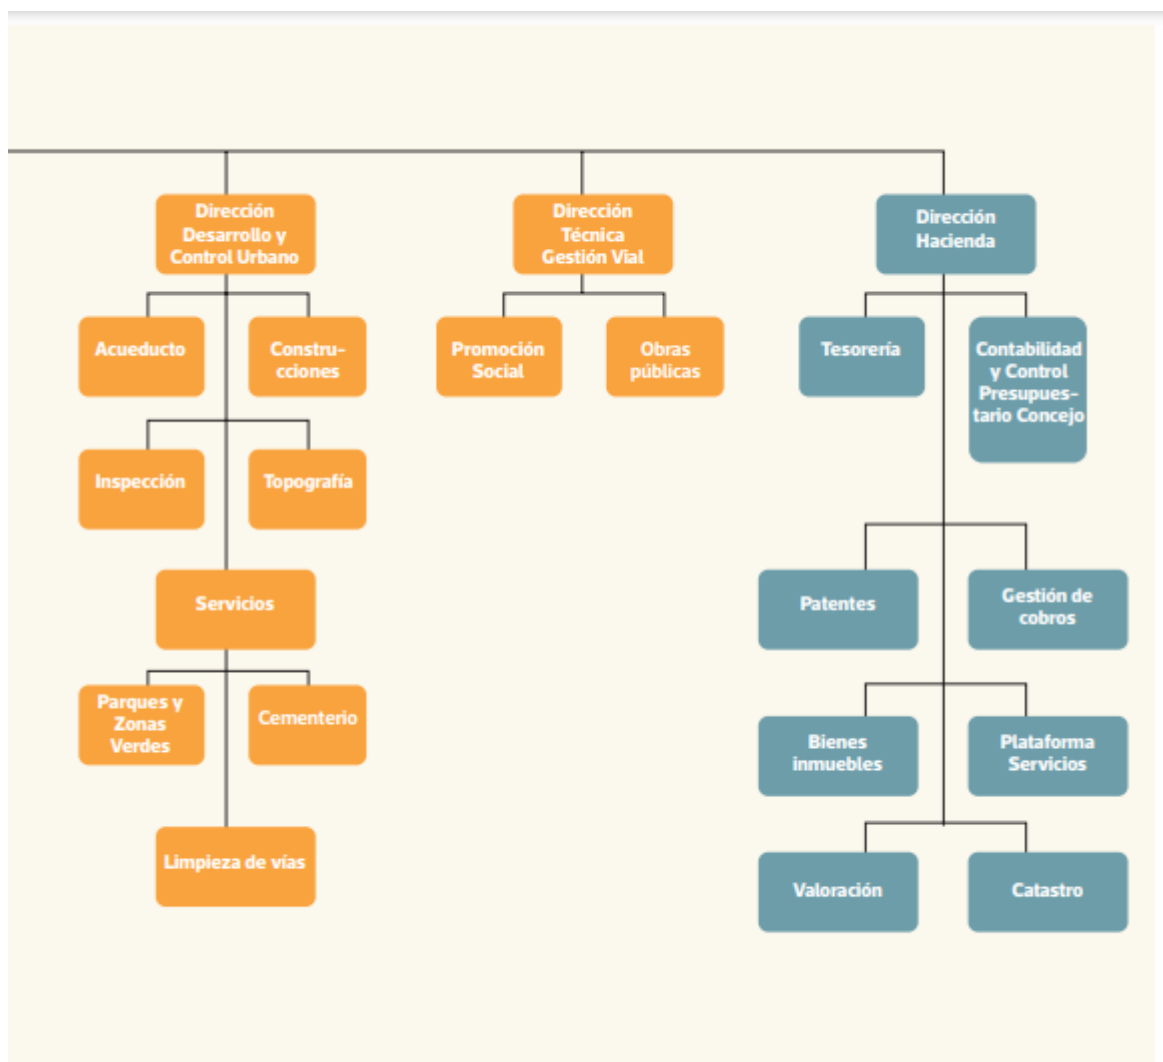 Dirección
Desarrollo y
Control Urbano
Dirección
Técnica
Gestión Vial
Dirección
Hacienda
Acueducto
Constru-
cciones
Promoción
Social
Obras
públicas
Tesorería
Contabilidad
y Control
Presupues-
tario Concejo
Inspección
Topografía
Servicios
Patentes
Gestión de
cobros
Parques y
Zonas
Verdes
Cementerio
Bienes
inmuebles
Plataforma
Servicios
Limpieza de vías
Valoración
Catastro